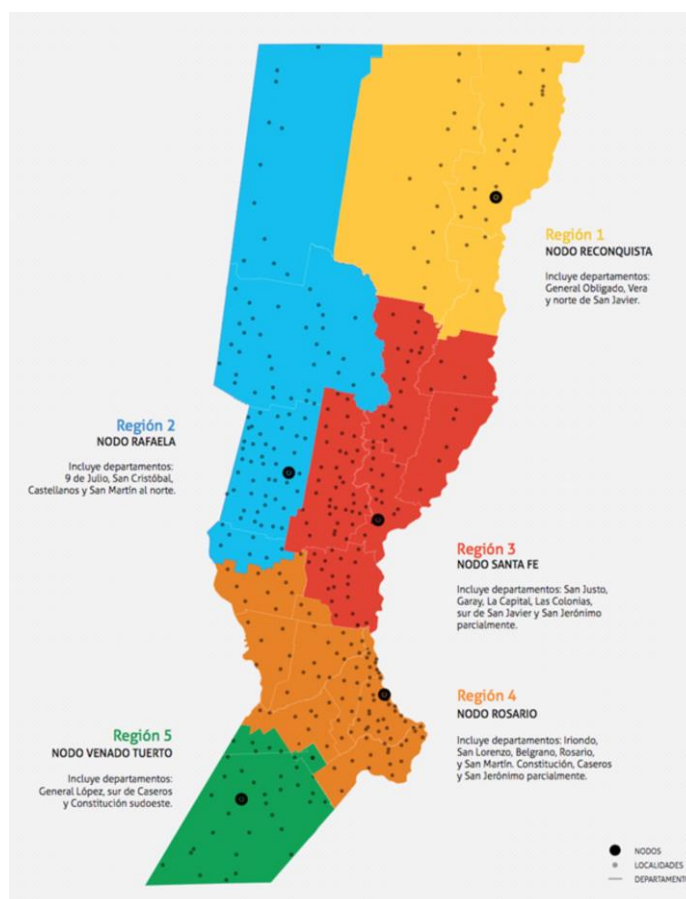 Región 1
NODO RECONQUISTA
Incluye departamentos:
General Obligado, Vera
y norte de San Javier.
Región 2
NODO RAFAELA
Incluye departamentos:
9 de Julio, San Cristóbal,
Castellanos y San Martín al norte.
Región 3
NODO SANTA FE
Incluye departamentos: San Justo,
Garay, La Capital, Las Colonias,
sur de San Javier y San Jerónimo
parcialmente.
Región 4
NODO ROSARIO
Incluye departamentos: Iriondo,
San Lorenzo, Belgrano, Rosario,
y San Martín. Constitución, Caseros
y San Jerónimo parcialmente.
Región 5
NODO VENADO TUERTO
Incluye departamentos:
General López, sur de Caseros
y Constitución sudoeste.
NODOS
LOCALIDADES
DEPARTAMENT